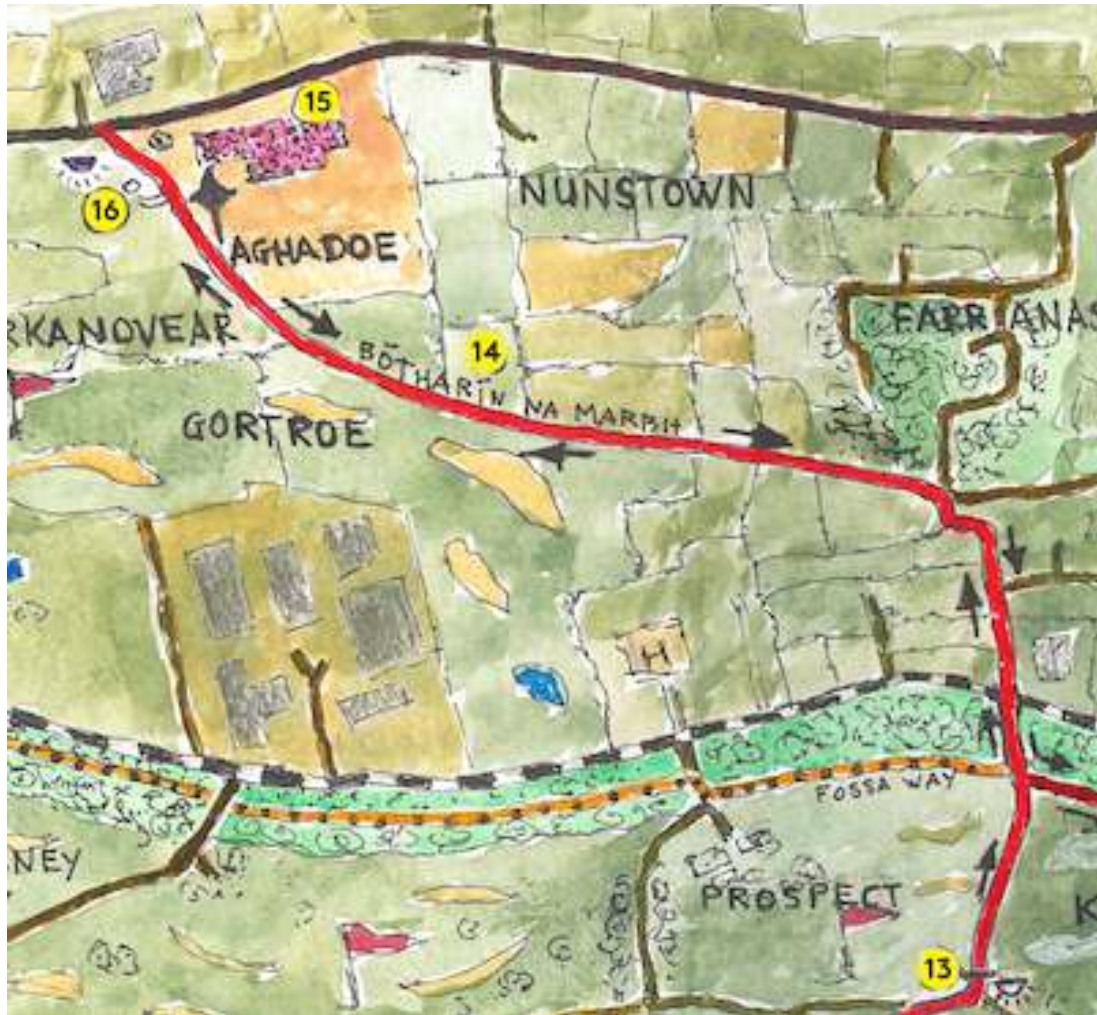 15
NUNSTOWN
16
AGHADOE
RKANOVEAR
FARRANAS
14
BÓTHARÍN NA MARBH
GORTROE
H
FOSSA WAY
NEY
PROSPECT
K
13